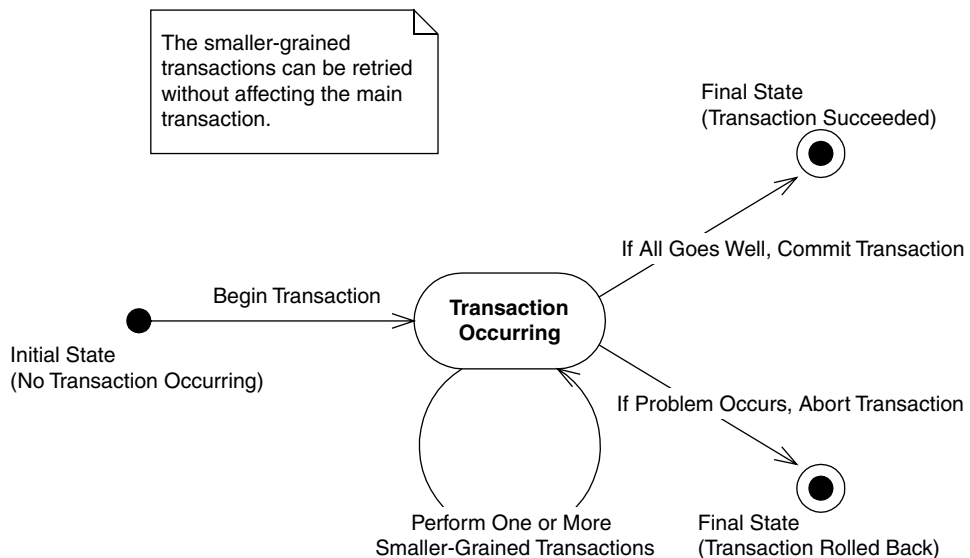 The smaller-grained
transactions can be retried
without affecting the main
transaction.
Final State
(Transaction Succeeded)
If All Goes Well, Commit Transaction
Begin Transaction
Transaction
Occurring
Initial State
(No Transaction Occurring)
If Problem Occurs, Abort Transaction
Perform One or More
Smaller-Grained Transactions
Final State
(Transaction Rolled Back)